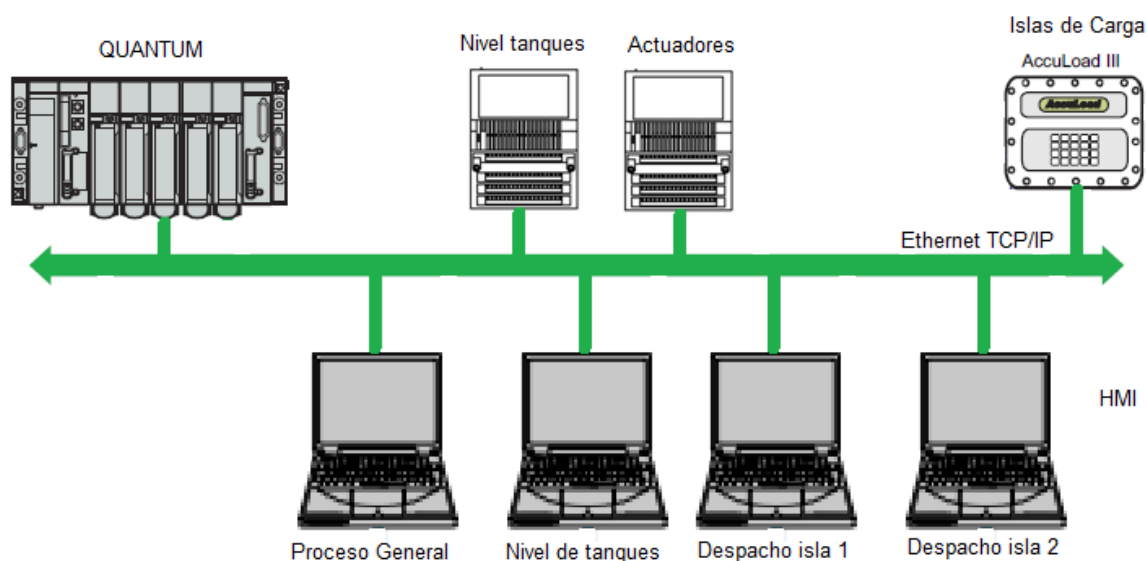 Islas de Carga
QUANTUM
Nivel tanques
Actuadores
AccuLoad III
AccuLoad
Ethernet TCP/IP
HMI
Proceso General
Nivel de tanques
Despacho isla 1
Despacho isla 2